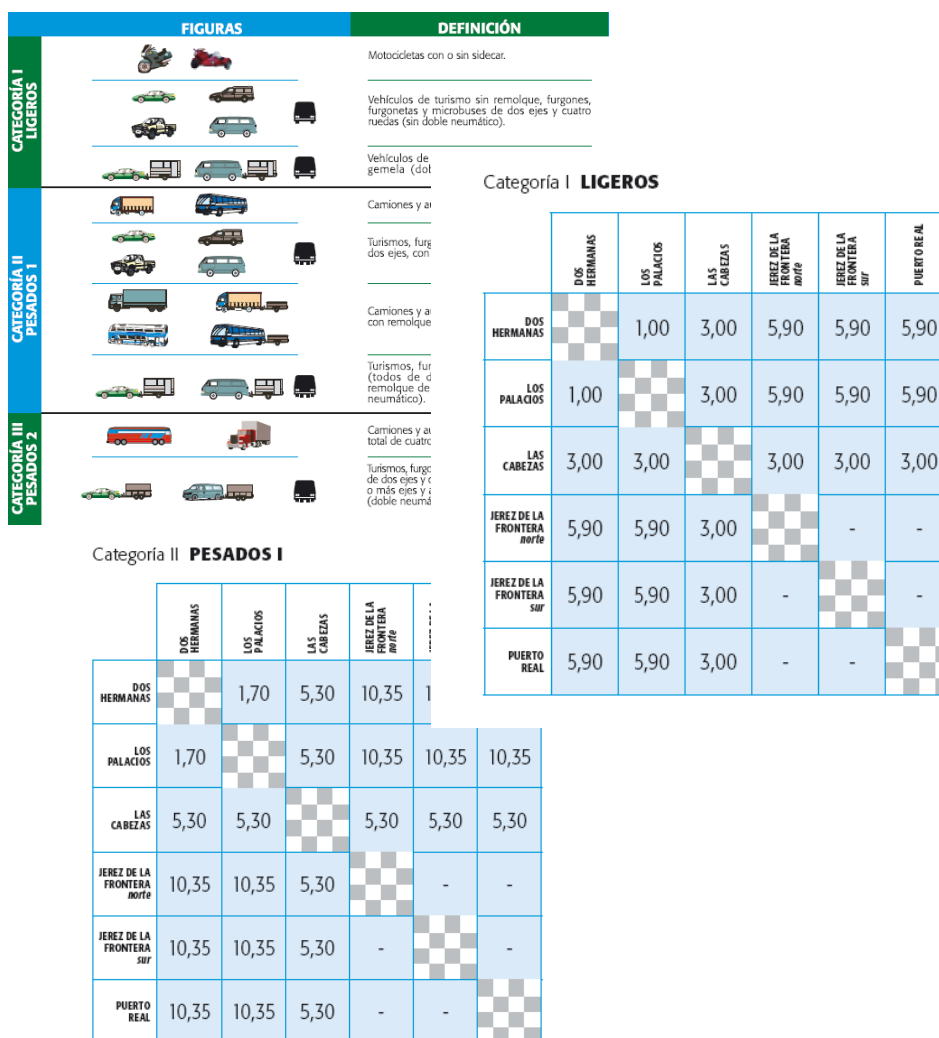 FIGURAS DEFINICIÓN
CATEGORÍA I
LIGEROS
Motocicletas con o sin sidecar.
Vehículos de turismo sin remolque, furgones,
furgonetas y microbuses de dos ejes y cuatro
ruedas (sin doble neumático).
Vehículos de
gemela
CATEGORÍA II
PESADOS 1
Camiones y
Turismos,
dos ejes, con
Camiones y
con remolque
Turismos,
(todos de
remolque de
neumático).
CATEGORÍA III
PESADOS 2
Camiones y
total de cuatro
Turismos,
de dos ejes y
o más ejes y
(doble
Categoría I LIGEROS
DOS
HERMANAS
LOS
PALACIOS
LAS
CABEZAS
JEREZ DE LA
FRONTERA
norte
JEREZ DE LA
FRONTERA
sur
PUERTO REAL
DOS
HERMANAS
1,00 3,00 5,90 5,90 5,90
LOS
PALACIOS
1,00 3,00 5,90 5,90 5,90
LAS
CABEZAS
3,00 3,00 3,00 3,00 3,00
JEREZ DE LA
FRONTERA
norte
5,90 5,90 3,00 - -
JEREZ DE LA
FRONTERA
sur
5,90 5,90 3,00 - -
PUERTO
REAL
5,90 5,90 3,00 - -
Categoría II PESADOS I
DOS
HERMANAS
LOS
PALACIOS
LAS
CABEZAS
JEREZ DE LA
FRONTERA
norte
DOS
HERMANAS
1,70 5,30 10,35 1
LOS
PALACIOS
1,70 5,30 10,35 10,35 10,35
LAS
CABEZAS
5,30 5,30 5,30 5,30 5,30
JEREZ DE LA
FRONTERA
norte
10,35 10,35 5,30 - -
JEREZ DE LA
FRONTERA
sur
10,35 10,35 5,30 - -
PUERTO
REAL
10,35 10,35 5,30 - -